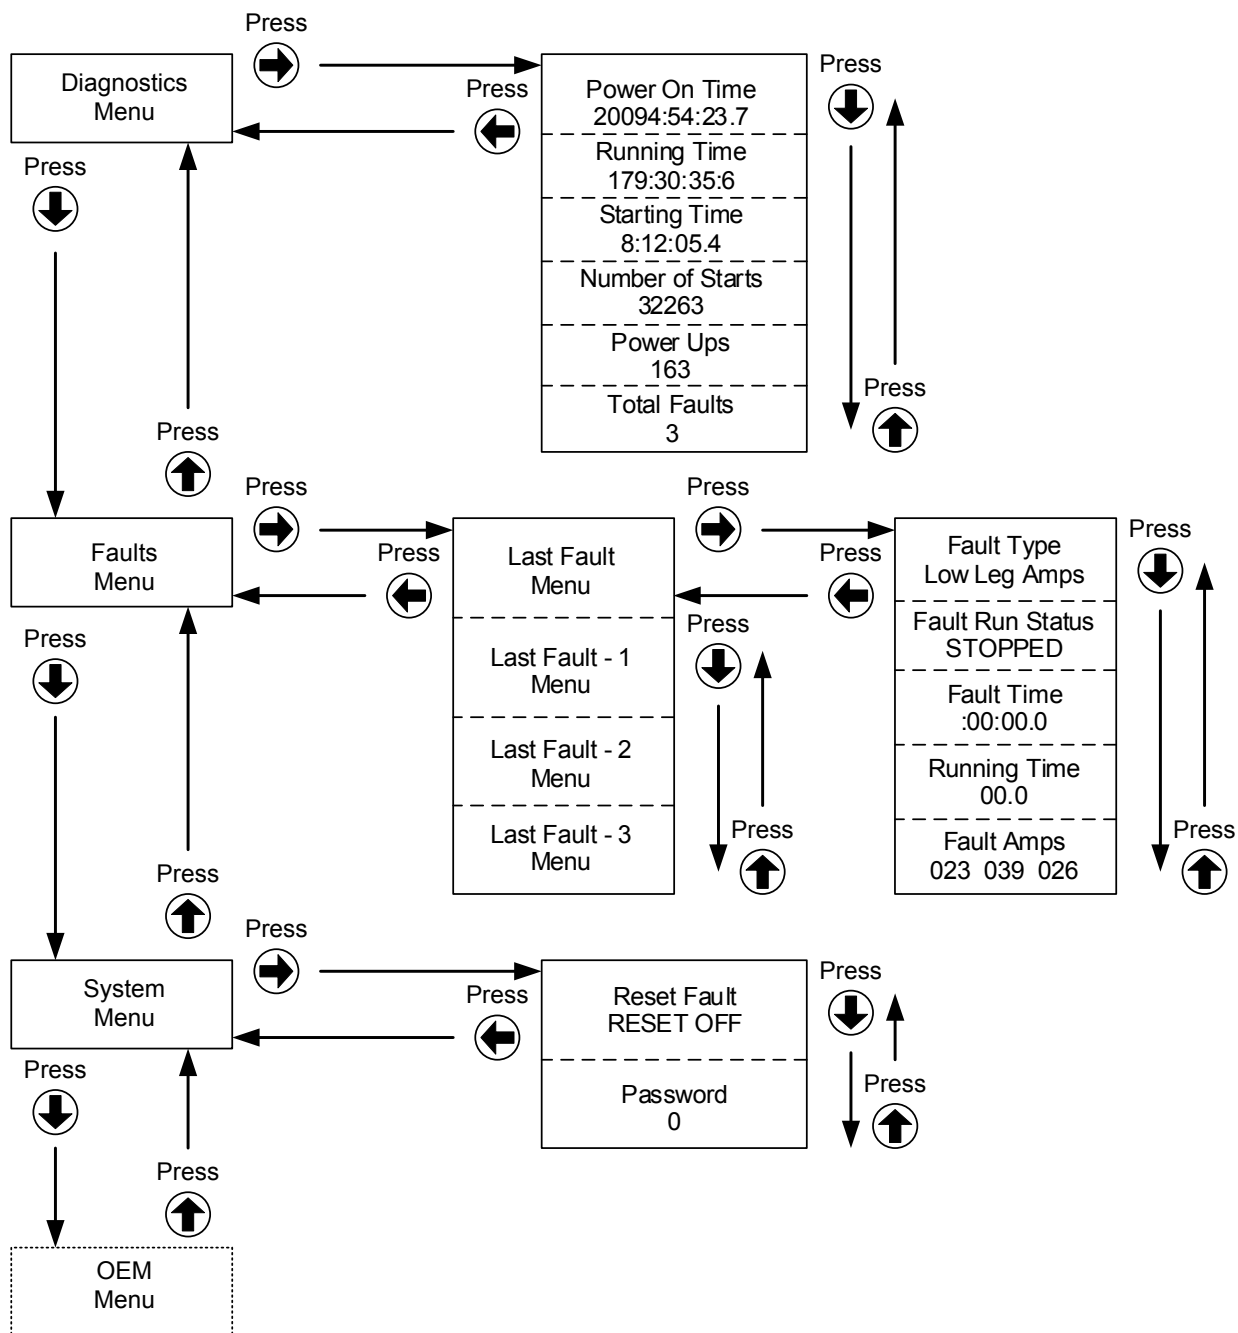 Press
Diagnostics
Menu
Press
Power On Time
20094:54:23.7
Press
Running Time
179:30:35:6
Press
Starting Time
8:12:05.4
Number of Starts
32263
Power Ups
163
Press
Total Faults
3
Press
Press
Press
Faults
Menu
Press
Last Fault
Menu
Press
Fault Type
Low Leg Amps
Press
Press
Last Fault - 1
Menu
Press
Fault Run Status
STOPPED
Fault Time
:00:00.0
Last Fault - 2
Menu
Running Time
00.0
Last Fault - 3
Menu
Press
Fault Amps
023 039 026
Press
Press
Press
System
Menu
Press
Reset Fault
RESET OFF
Press
Press
Password
0
Press
Press
OEM
Menu